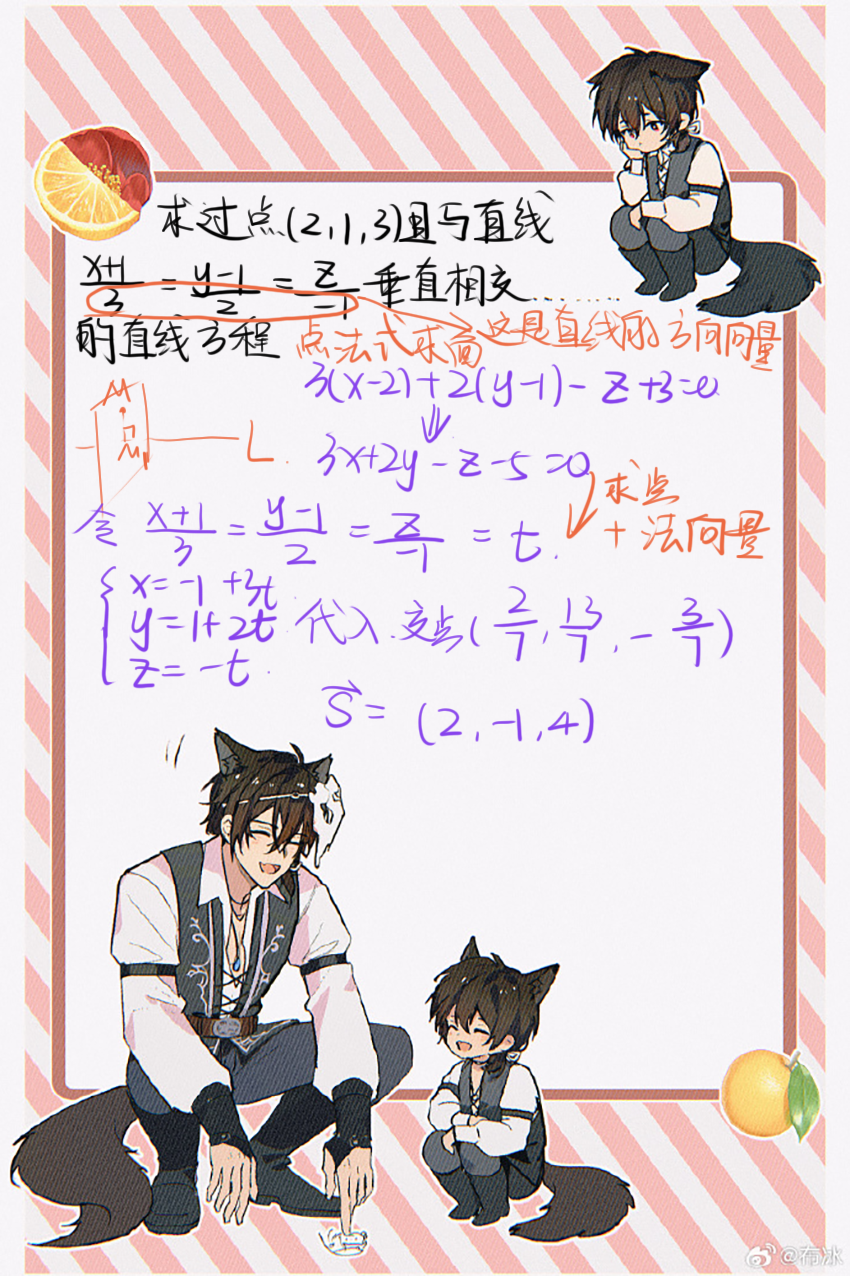 求过点(2,1,3)且与直线
x+1/3 = y-1/2 = z/-1 垂直相交......
的直线方程 点法式求面 这是直线的方向向量
3(x-2)+2(y-1)-z+3=0
⇓
M
M₁ L 3x+2y-z-5=0
求点
+ 法向量
令 x+1/3 = y-1/2 = z/-1 = t.
{ x=-1+3t
y=1+2t 代入.交点(2/7, 13/7, -3/7)
z=-t.
S⃗ = (2,-1,4)
@布冰